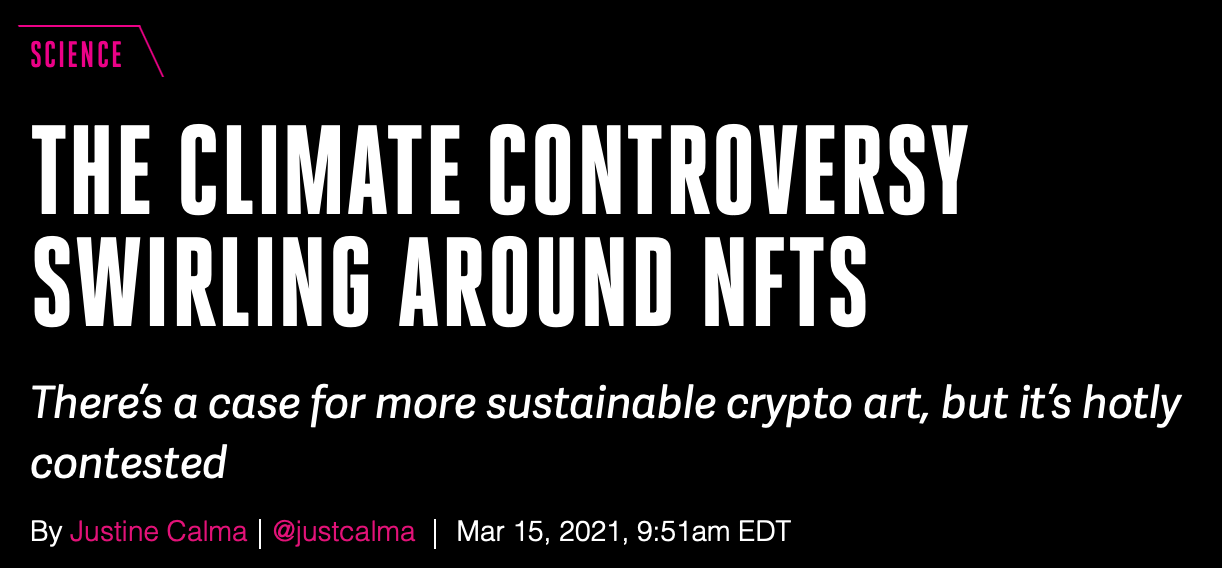 SCIENCE
THE CLIMATE CONTROVERSY
SWIRLING AROUND NFTS
There’s a case for more sustainable crypto art, but it’s hotly
contested
By Justine Calma | @justcalma | Mar 15, 2021, 9:51am EDT